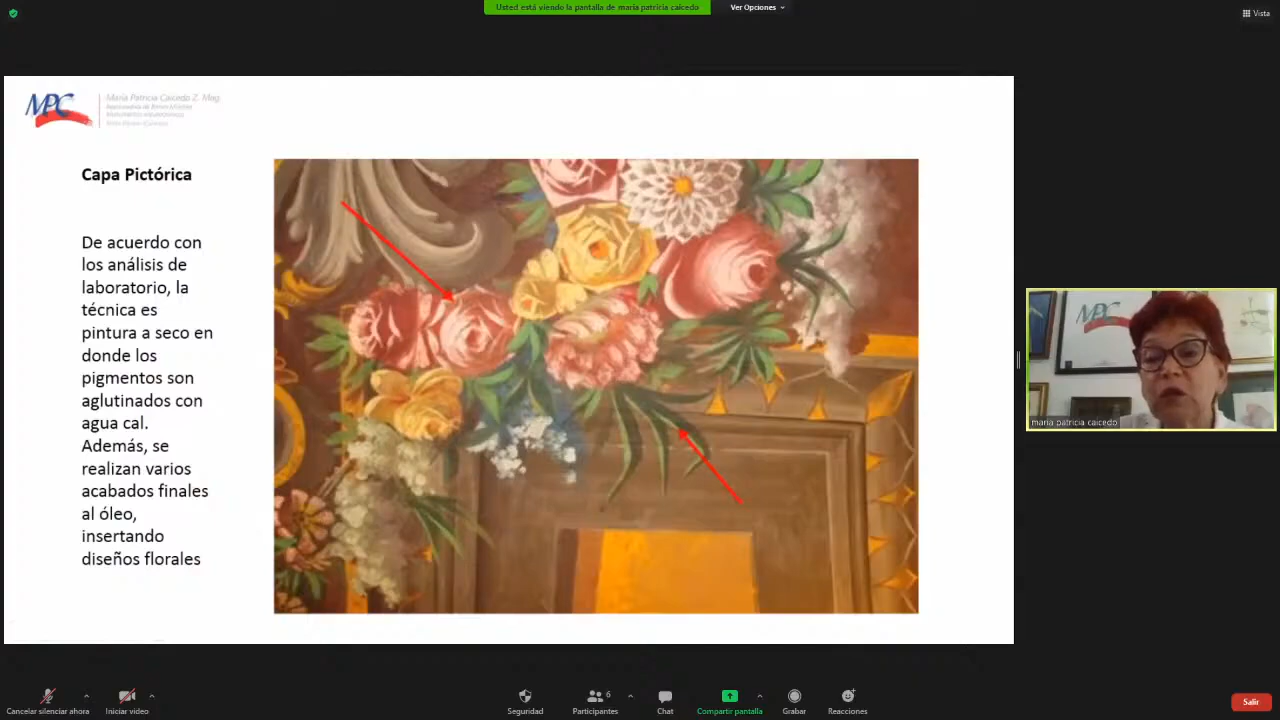 Usted está viendo la pantalla de maria patricia caicedo
Ver Opciones
Vista
MPC
María Patricia Caicedo Z. Mag.
Capa Pictórica
De acuerdo con
los análisis de
laboratorio, la
técnica es
pintura a seco en
donde los
pigmentos son
aglutinados con
agua cal.
Además, se
realizan varios
acabados finales
al óleo,
insertando
diseños florales
MPC
maria patricia caicedo
Cancelar silenciar ahora
Iniciar video
Seguridad
6
Participantes
Chat
Compartir pantalla
Grabar
Reacciones
Salir